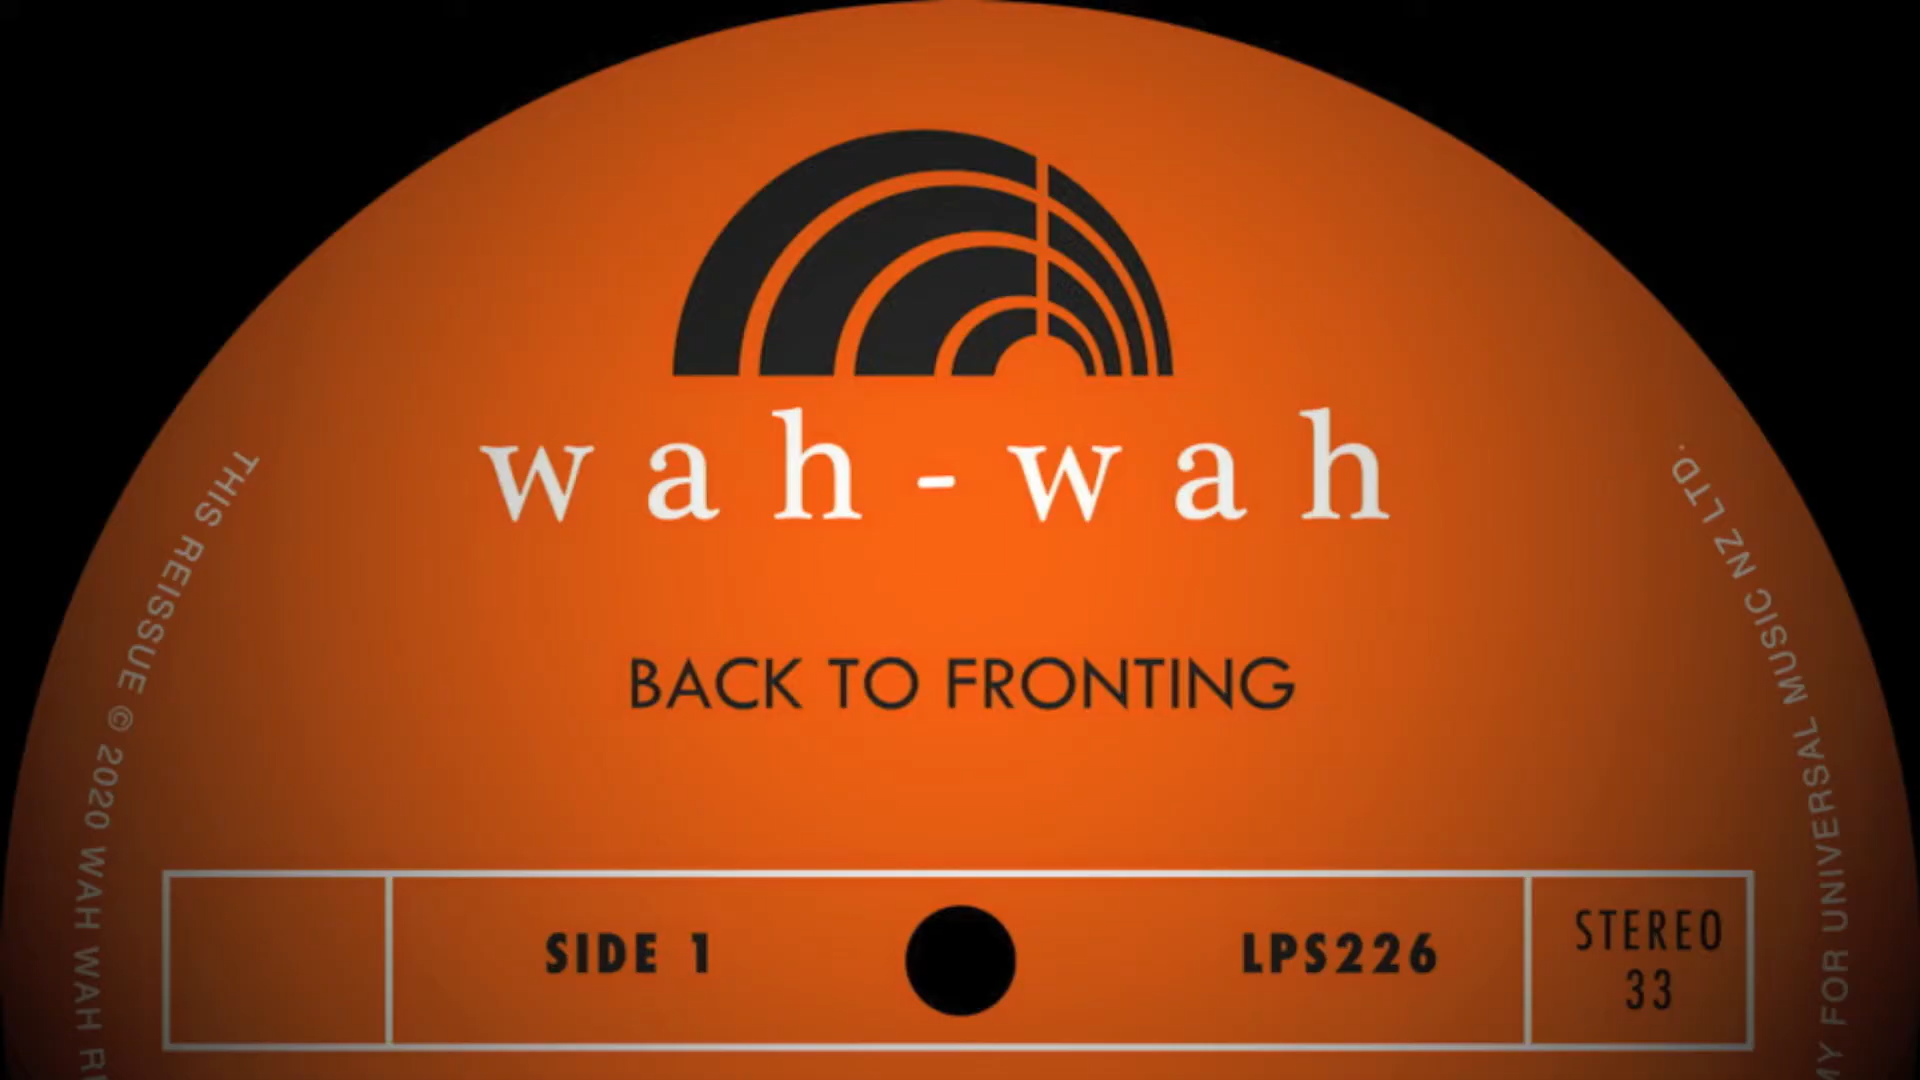 wah-wah
BACK TO FRONTING
SIDE 1
LPS226
STEREO
33
THIS REISSUE © 2020 WAH WAH
FOR UNIVERSAL MUSIC NZ LTD.